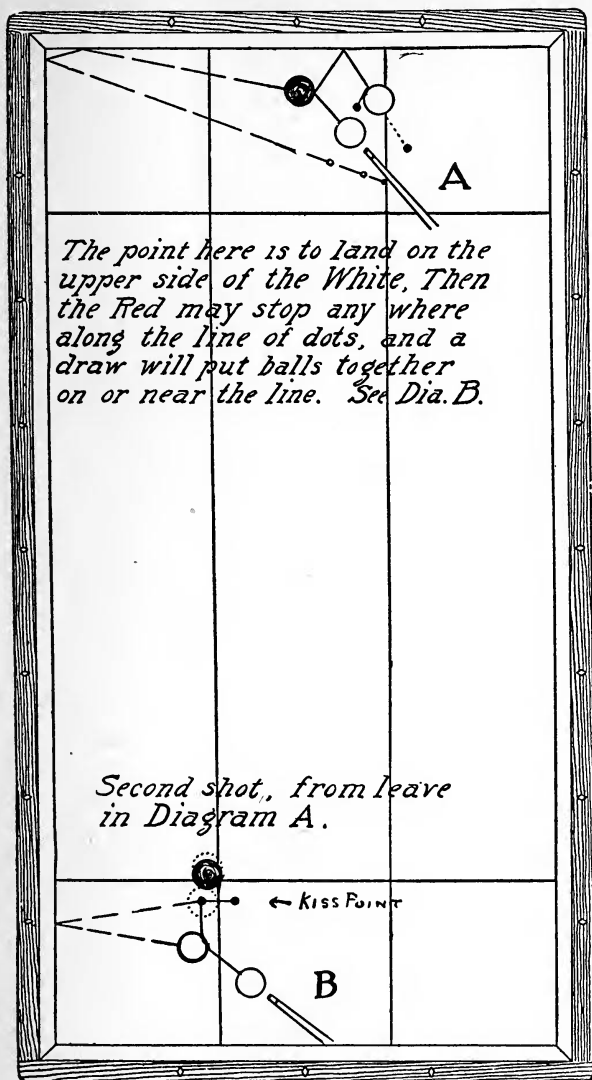 A
The point here is to land on the
upper side of the White. Then
the Red may stop any where
along the line of dots, and a
draw will put balls together
on or near the line. See Dia. B.
Second shot, from leave
in Diagram A.
← KISS POINT
B